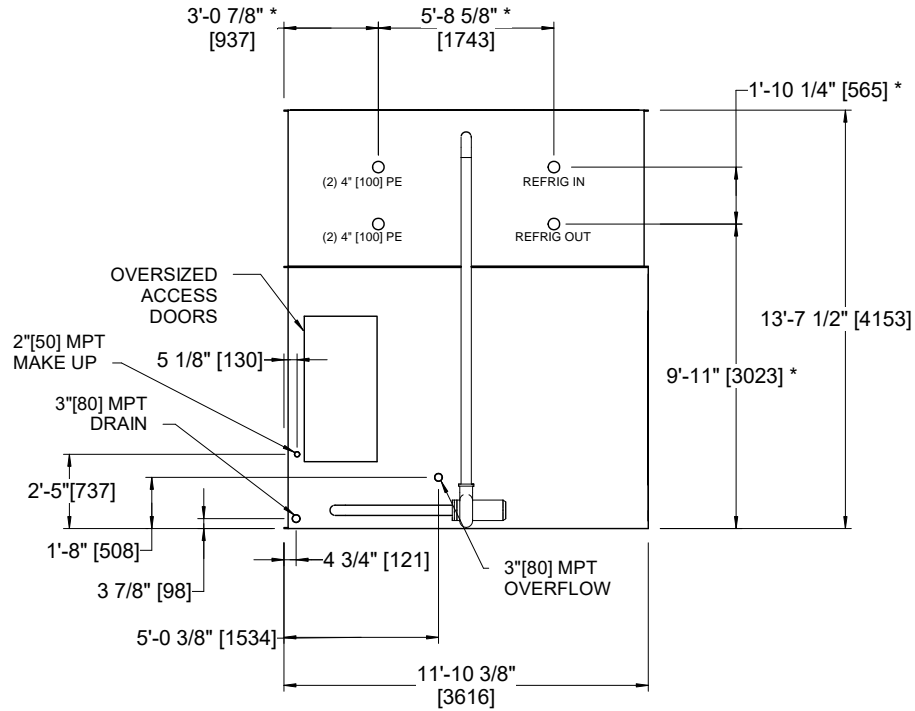 3'-0 7/8" *
[937]
5'-8 5/8" *
[1743]
1'-10 1/4" [565] *
(2) 4" [100] PE
REFRIG IN
(2) 4" [100] PE
REFRIG OUT
OVERSIZED
ACCESS
DOORS
13'-7 1/2" [4153]
2"[50] MPT
MAKE UP
5 1/8" [130]
9'-11" [3023] *
3"[80] MPT
DRAIN
2'-5"[737]
1'-8" [508]
4 3/4" [121]
3"[80] MPT
OVERFLOW
3 7/8" [98]
5'-0 3/8" [1534]
11'-10 3/8"
[3616]